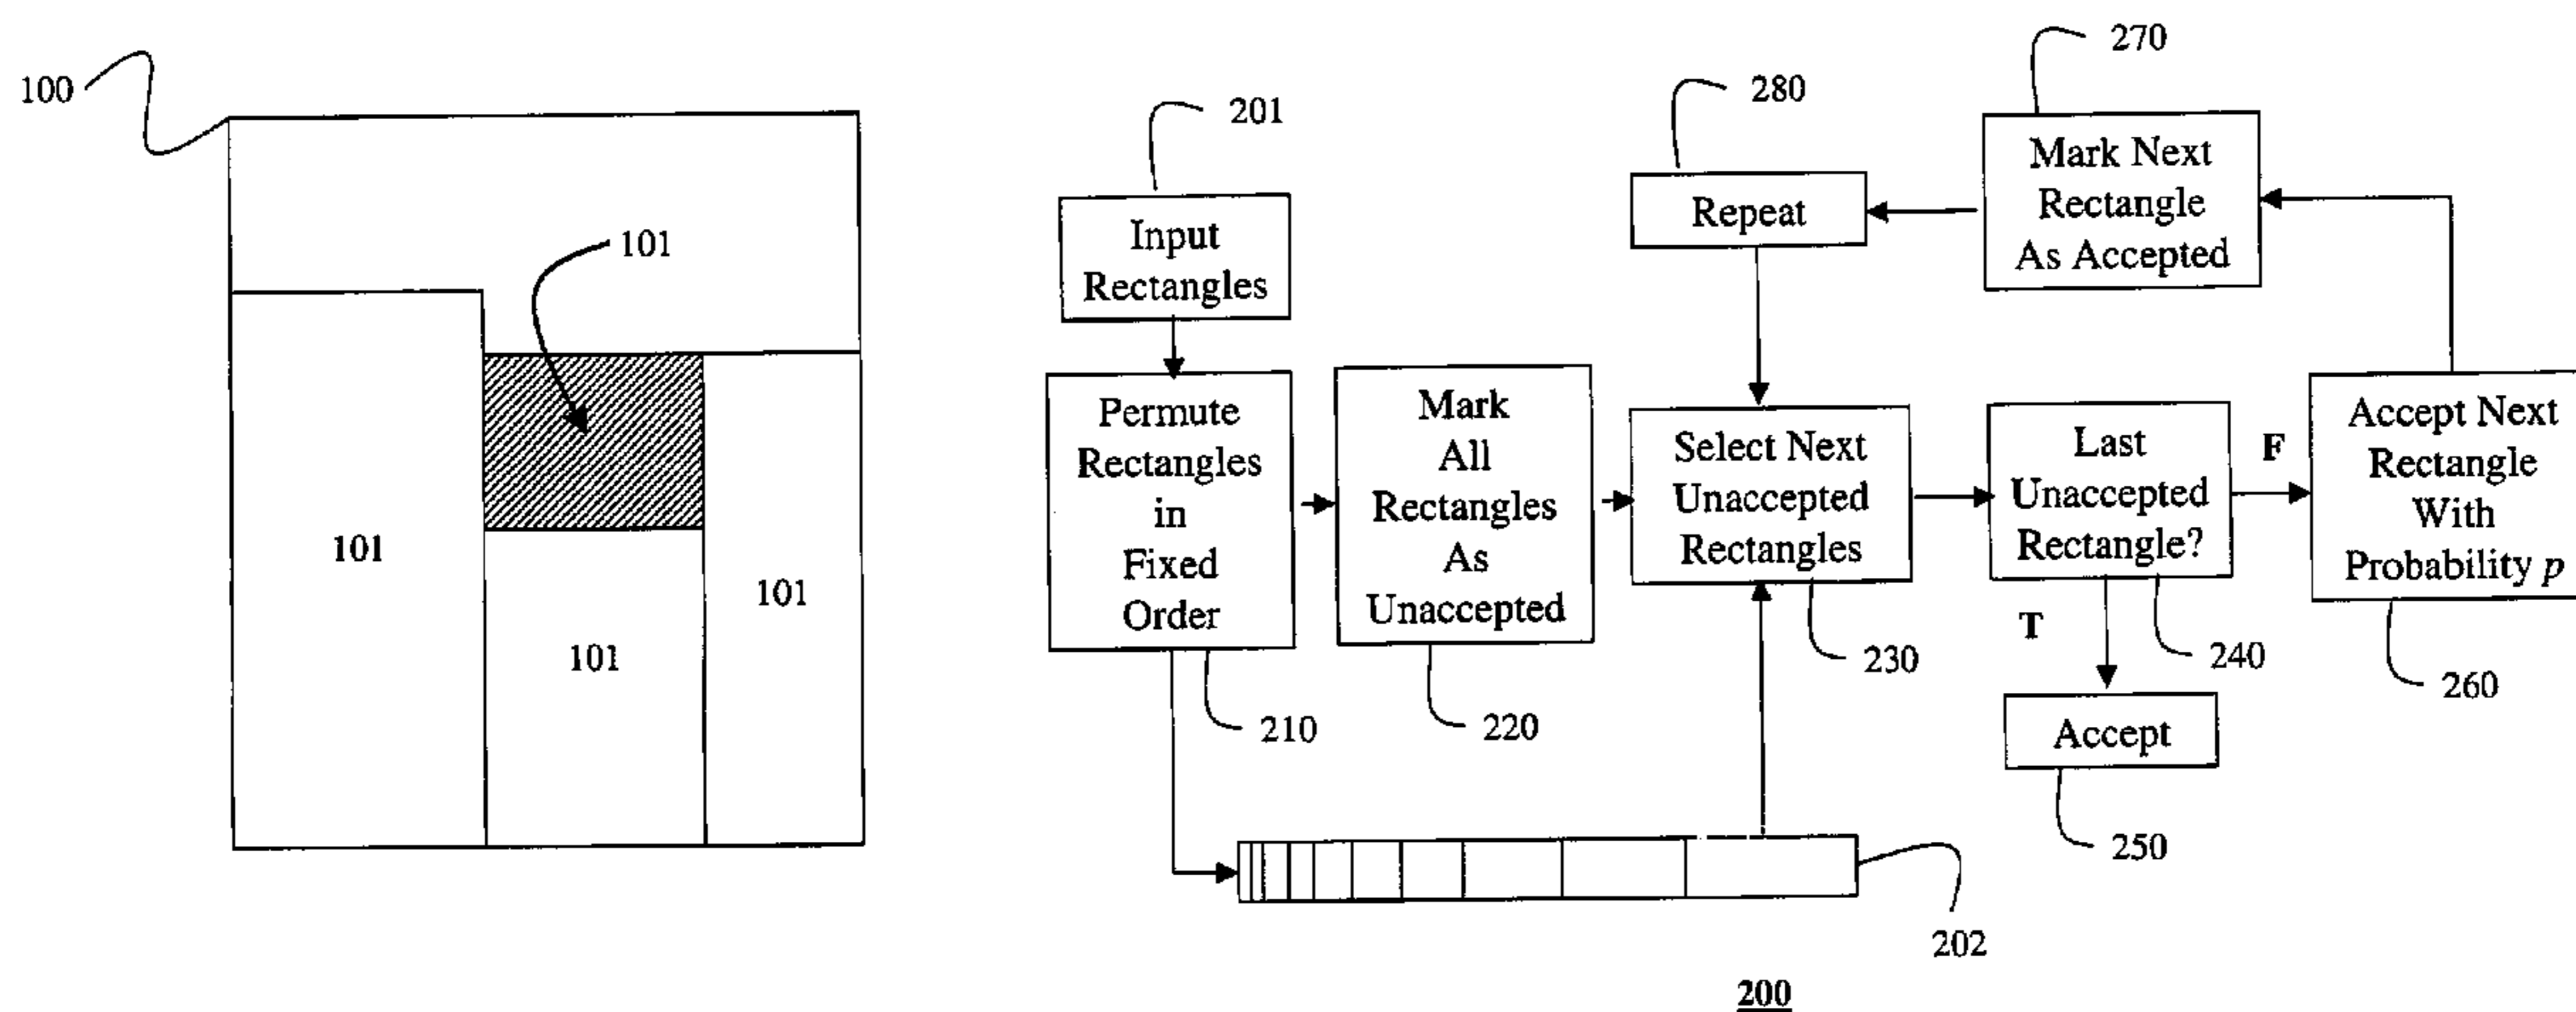 100
101
101
101
101
201
Input
Rectangles
Permute
Rectangles
in
Fixed
Order
210
Mark
All
Rectangles
As
Unaccepted
220
280
Repeat
270
Mark Next
Rectangle
As Accepted
Select Next
Unaccepted
Rectangles
230
Last
Unaccepted
Rectangle?
240
F
T
Accept
250
Accept Next
Rectangle
With
Probability p
260
202
200